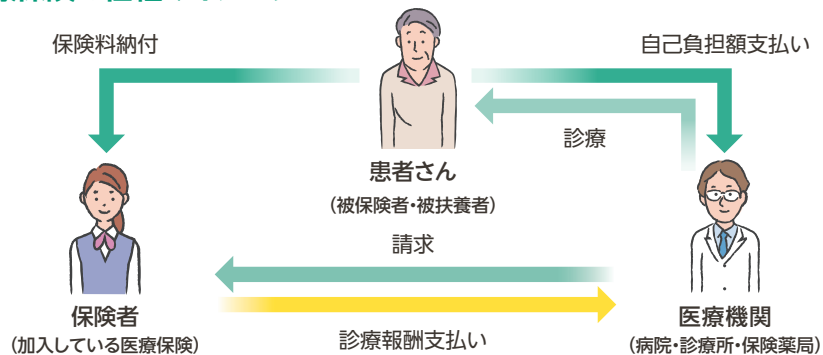 保険料納付
自己負担額支払い
診療
患者さん
(被保険者・被扶養者)
請求
保険者
(加入している医療保険)
診療報酬支払い
医療機関
(病院・診療所・保険薬局)